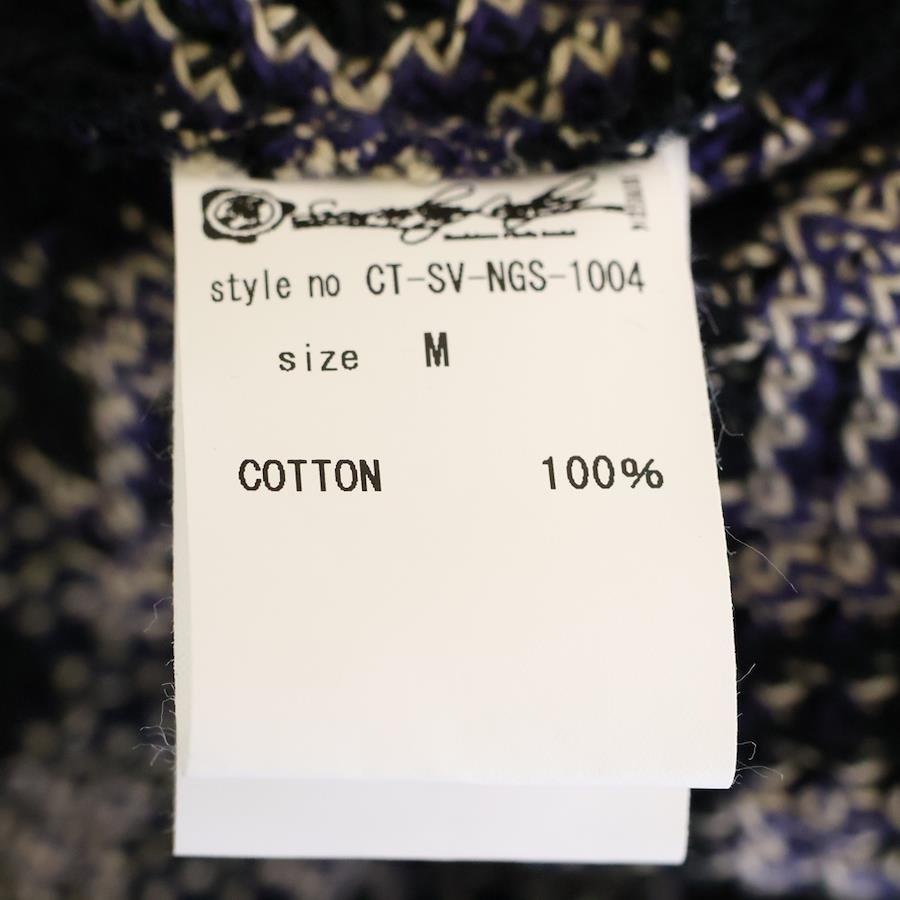 style no CT-SV-NGS-1004
size M
COTTON 100%